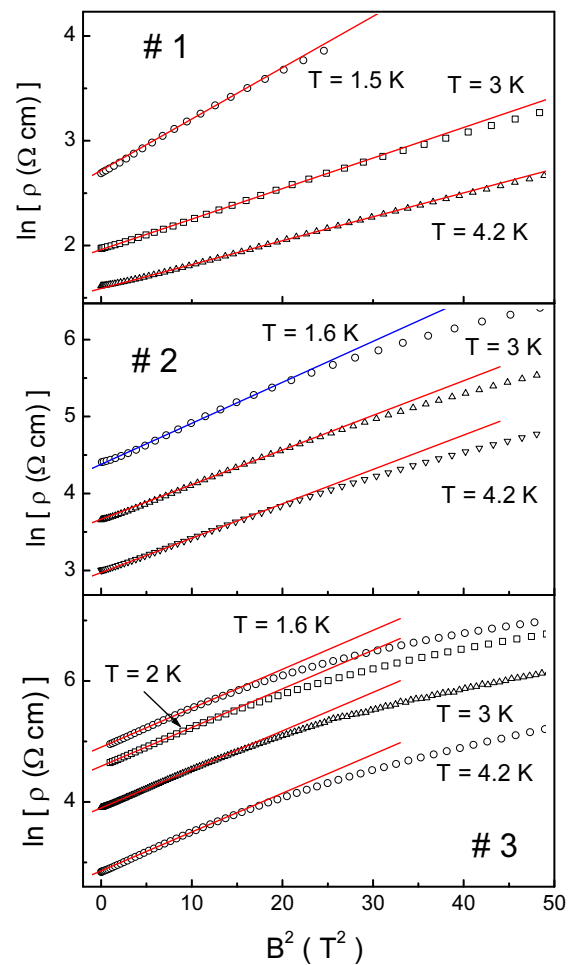 # 1
4
3
2
ln [ ρ (Ω cm) ]
T = 1.5 K
T = 3 K
T = 4.2 K
# 2
6
5
4
3
ln [ ρ (Ω cm) ]
T = 1.6 K
T = 3 K
T = 4.2 K
6
4
ln [ ρ (Ω cm) ]
T = 1.6 K
T = 2 K
T = 3 K
T = 4.2 K
# 3
0 10 20 30 40 50
B² ( T² )